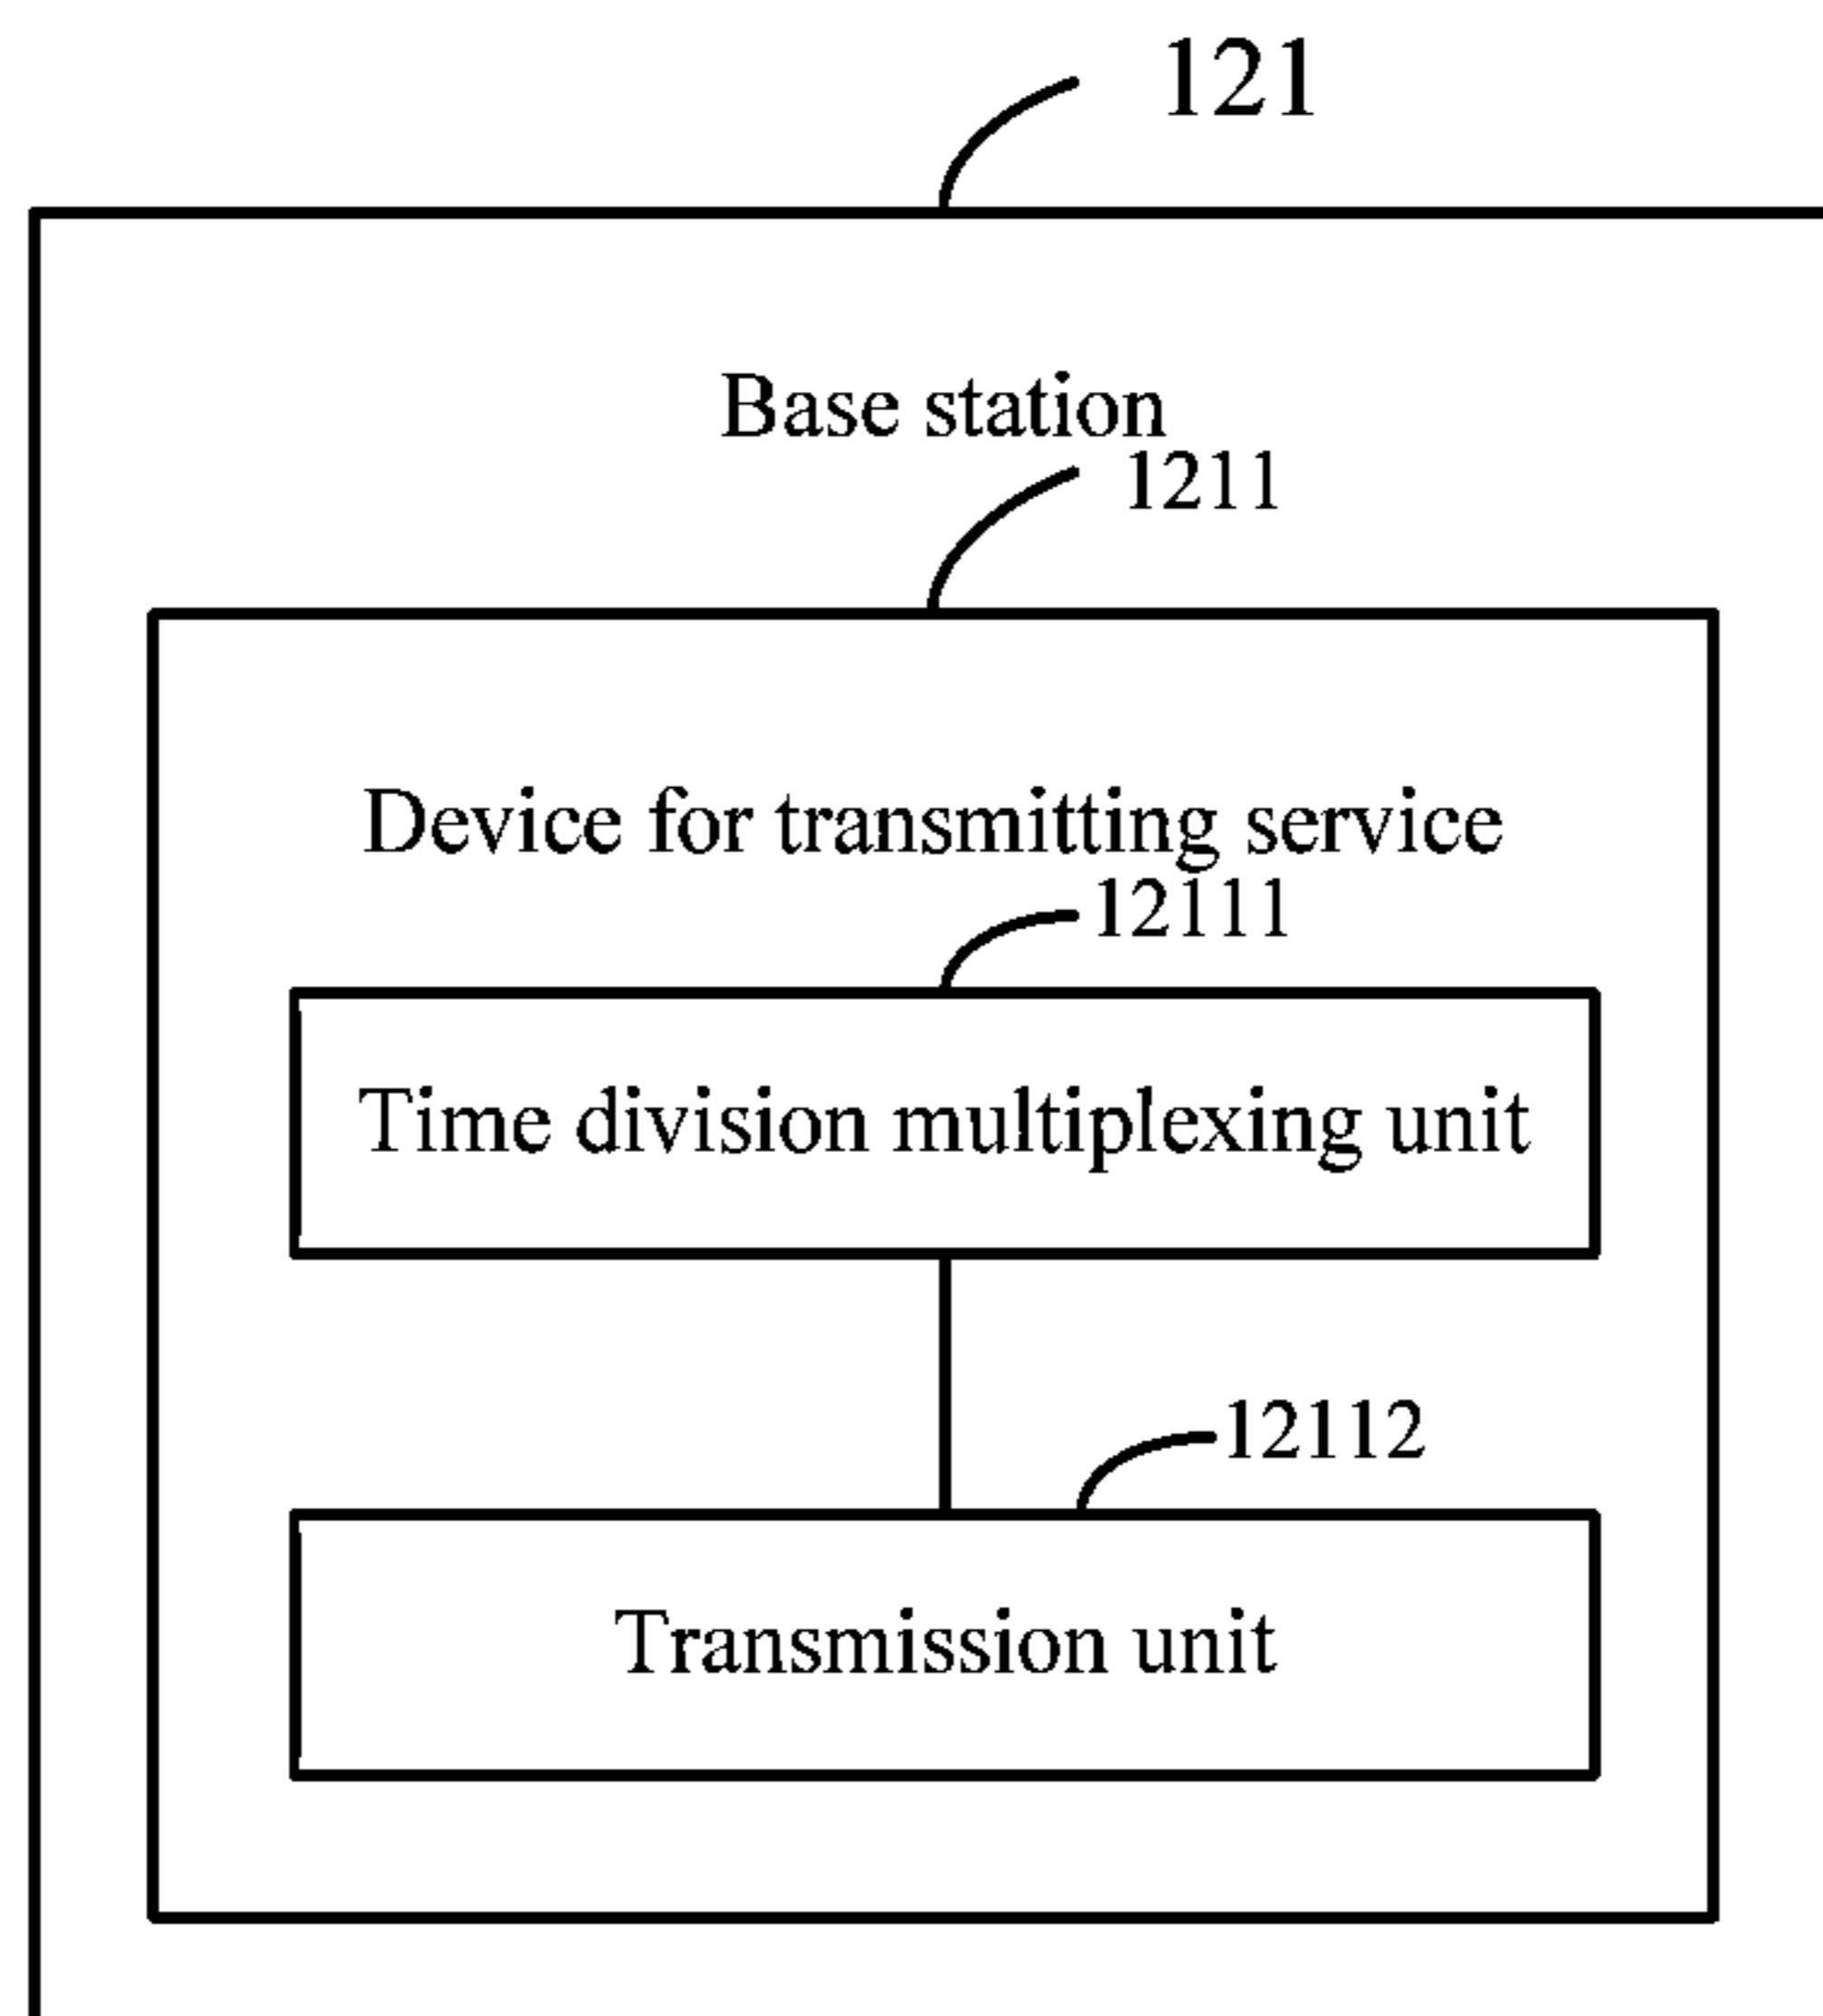 121
Base station
1211
Device for transmitting service
12111
Time division multiplexing unit
12112
Transmission unit